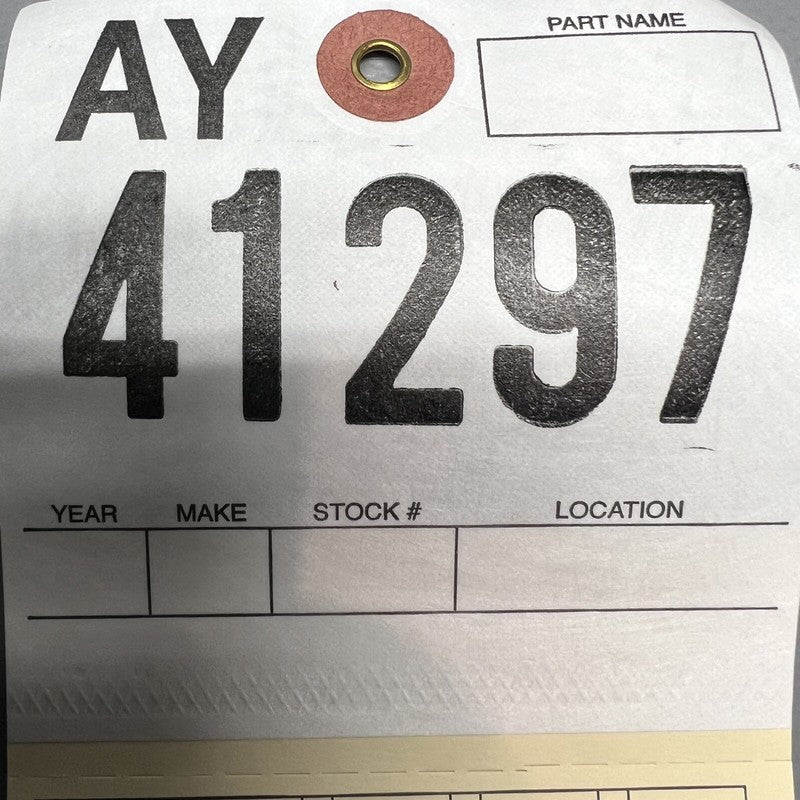 AY
PART NAME
41297
YEAR MAKE STOCK # LOCATION